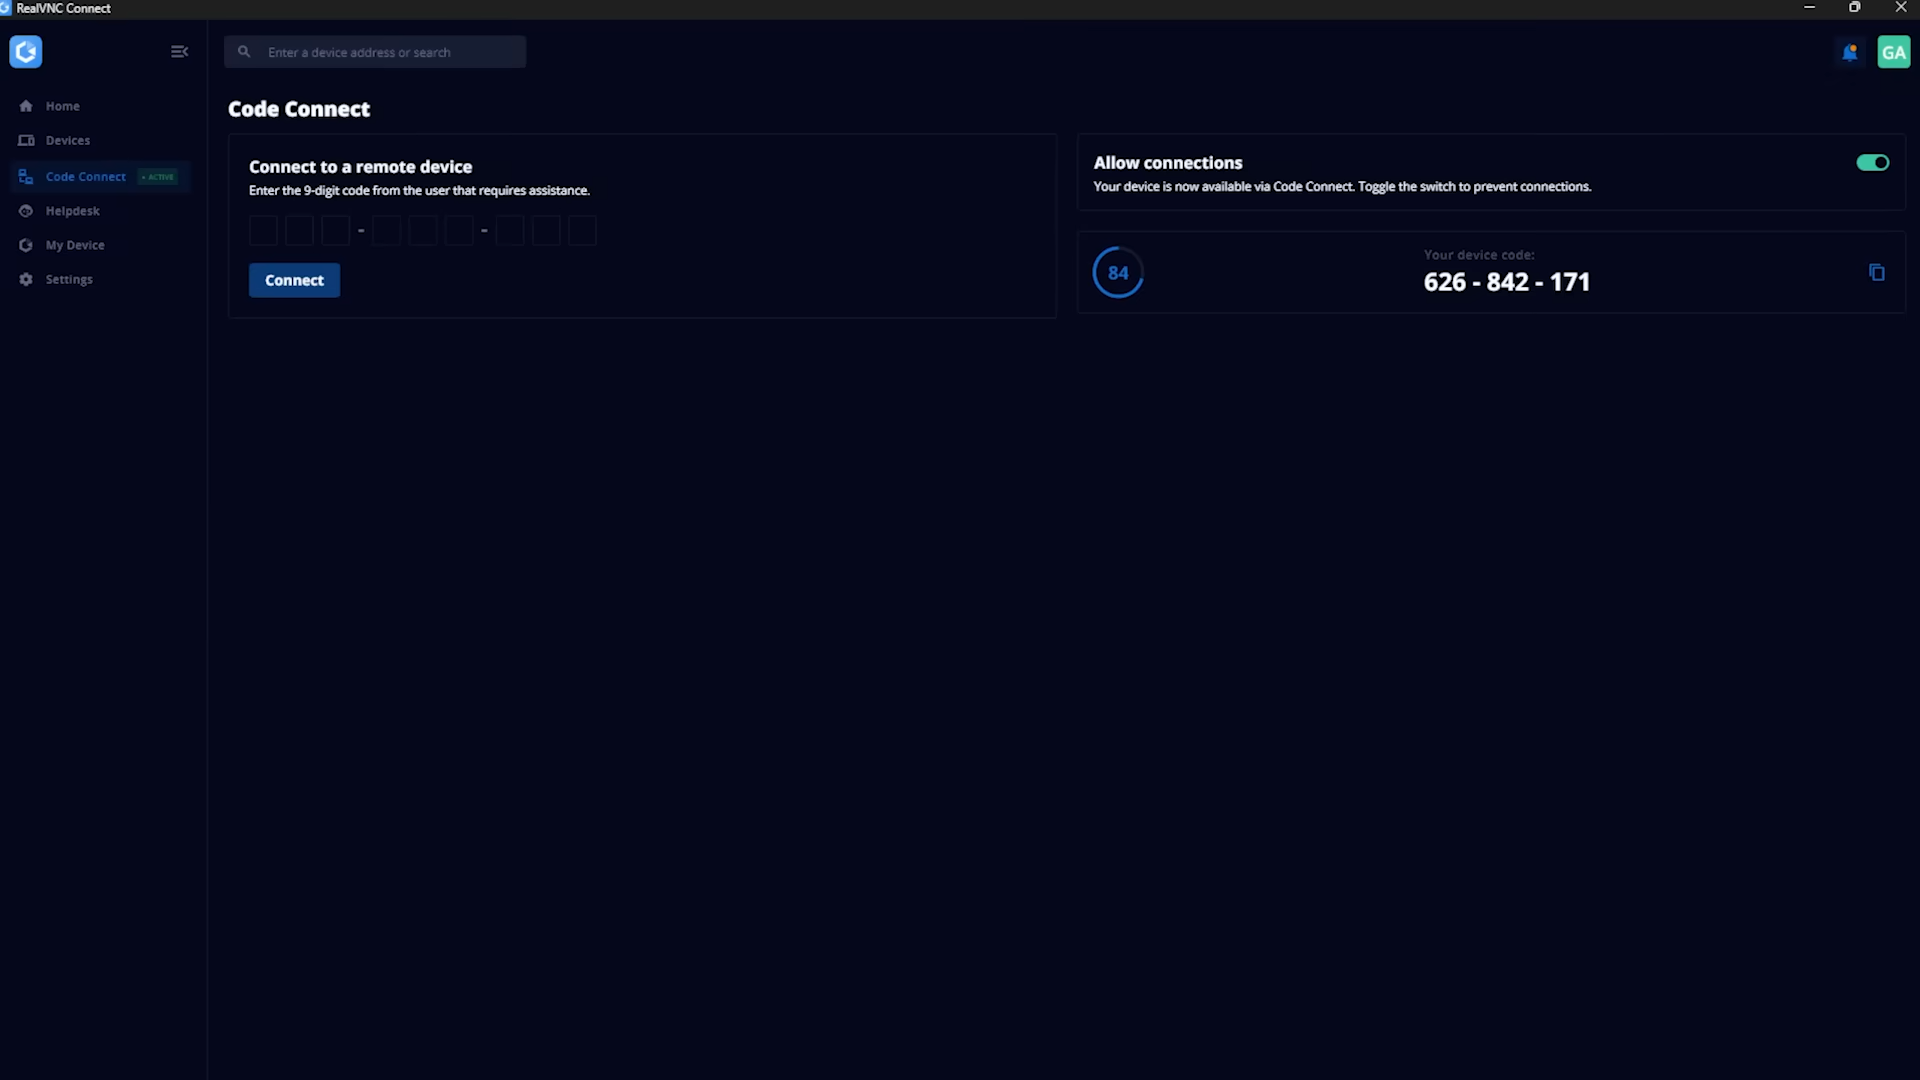 RealVNC Connect
Enter a device address or search
GA
Home
Devices
Code Connect • ACTIVE
Helpdesk
My Device
Settings
Code Connect
Connect to a remote device
Enter the 9-digit code from the user that requires assistance.
- -
Connect
Allow connections
Your device is now available via Code Connect. Toggle the switch to prevent connections.
84
Your device code:
626 - 842 - 171